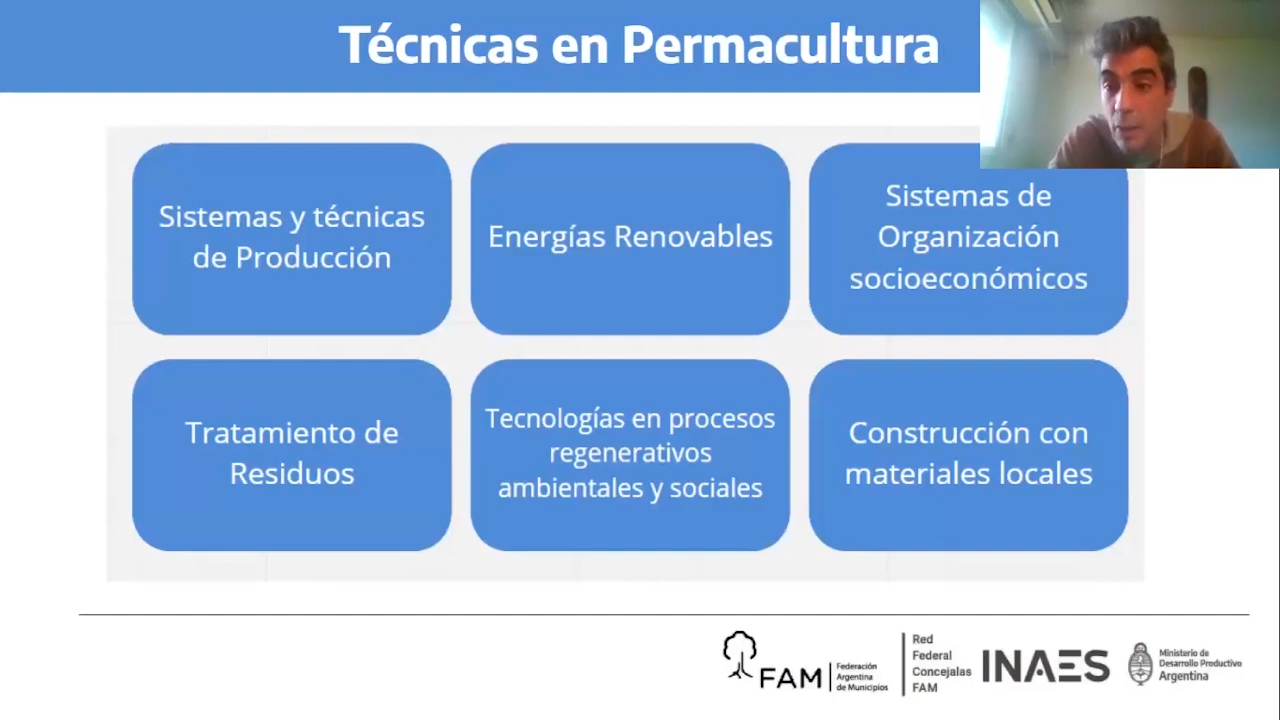 Técnicas en Permacultura
Sistemas y técnicas
de Producción
Energías Renovables
Sistemas de
Organización
socioeconómicos
Tratamiento de
Residuos
Tecnologías en procesos
regenerativos
ambientales y sociales
Construcción con
materiales locales
FAM
Federación
Argentina
de Municipios
Red
Federal
Concejalas
FAM
INAES
Ministerio de
Desarrollo Productivo
Argentina